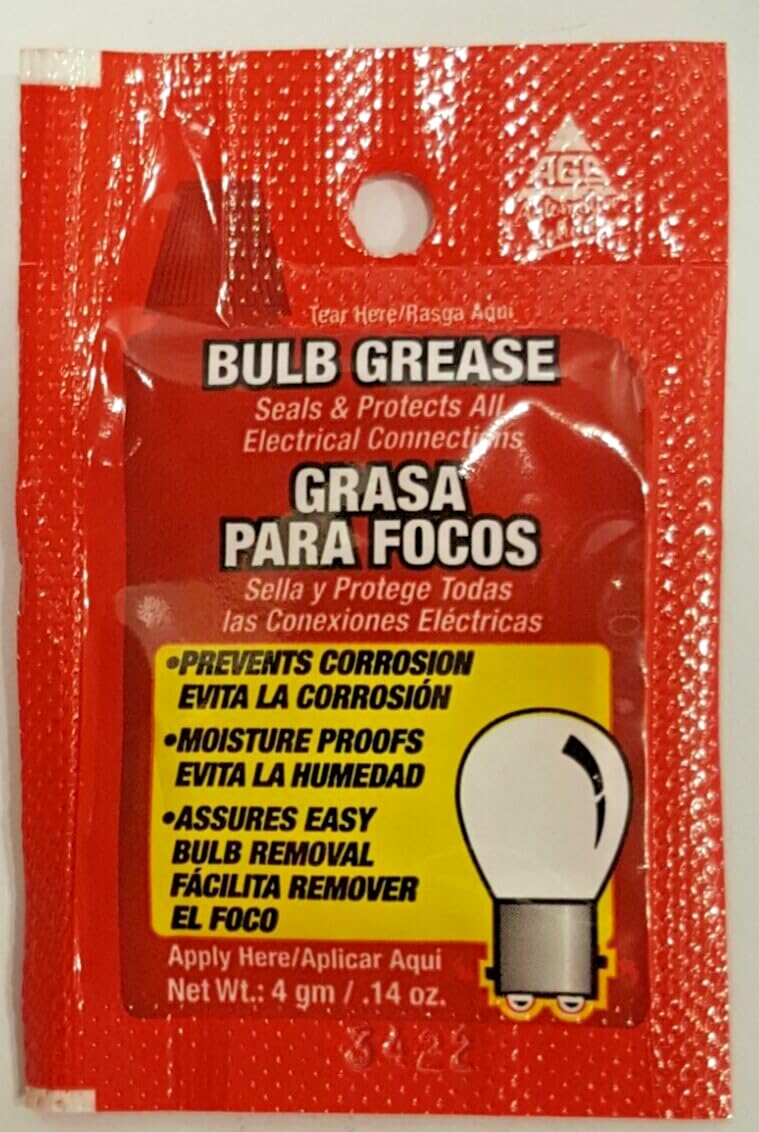 AGS
Tear Here/Rasga Aqui
BULB GREASE
Seals & Protects All
Electrical Connections
GRASA
PARA FOCOS
Sella y Protege Todas
las Conexiones Eléctricas
•PREVENTS CORROSION
EVITA LA CORROSIÓN
•MOISTURE PROOFS
EVITA LA HUMEDAD
•ASSURES EASY
BULB REMOVAL
FÁCILITA REMOVER
EL FOCO
Apply Here/Aplicar Aqui
Net Wt.: 4 gm / .14 oz.
3422